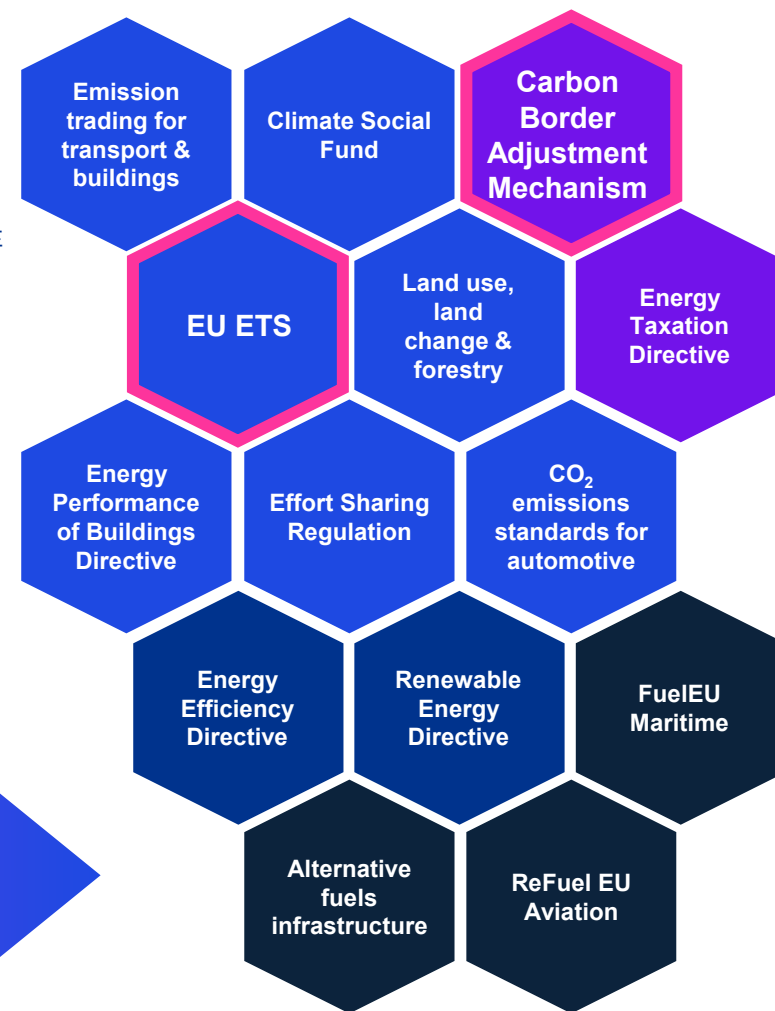 Emission
trading for
transport &
buildings
Climate Social
Fund
Carbon
Border
Adjustment
Mechanism
E
EU ETS
Land use,
land
change &
forestry
Energy
Taxation
Directive
Energy
Performance
of Buildings
Directive
Effort Sharing
Regulation
CO₂
emissions
standards for
automotive
Energy
Efficiency
Directive
Renewable
Energy
Directive
FuelEU
Maritime
Alternative
fuels
infrastructure
ReFuel EU
Aviation